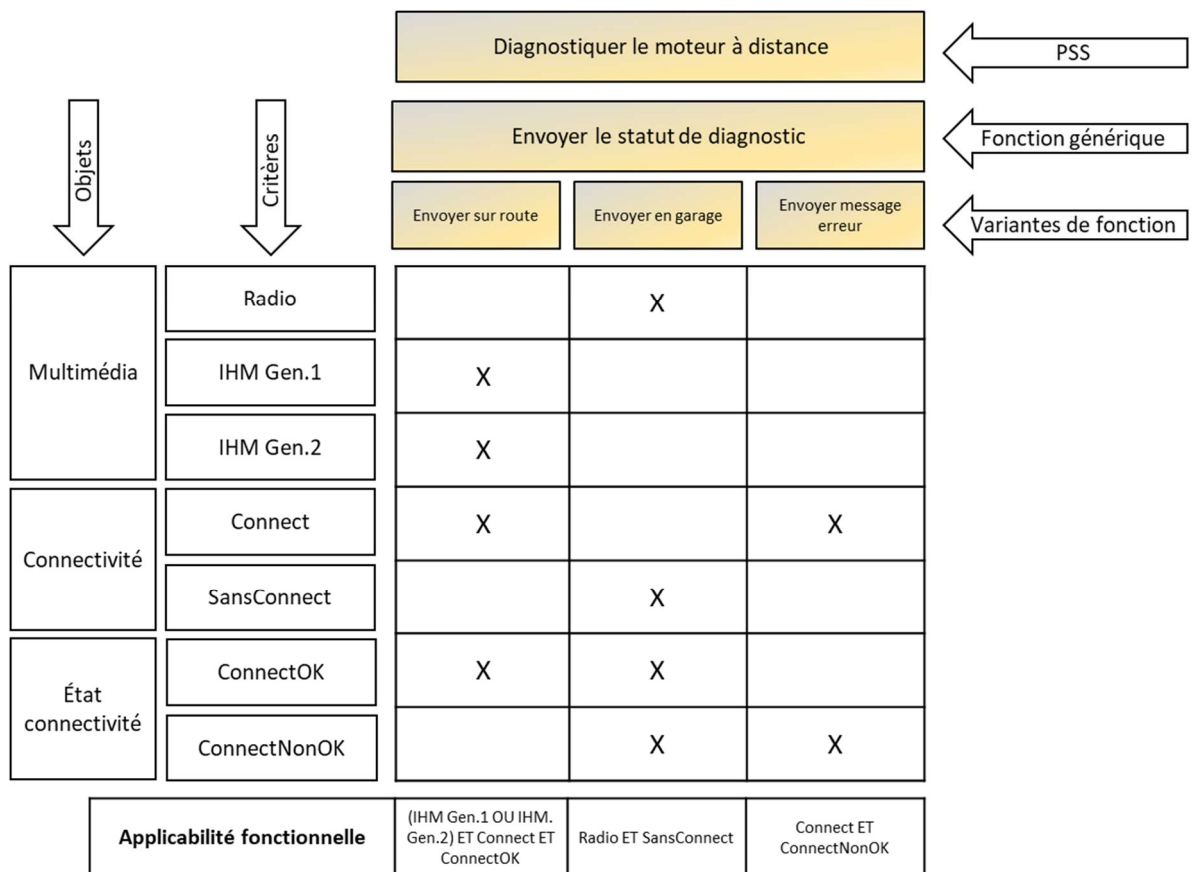 Diagnostiquer le moteur à distance
PSS
Objets
Critères
Envoyer le statut de diagnostic
Fonction générique
Envoyer sur route
Envoyer en garage
Envoyer message
erreur
Variantes de fonction
Multimédia
Radio
X
IHM Gen.1
X
IHM Gen.2
X
Connectivité
Connect
X
X
SansConnect
X
État
connectivité
ConnectOK
X
X
ConnectNonOK
X
X
Applicabilité fonctionnelle
(IHM Gen.1 OU IHM.
Gen.2) ET Connect ET
ConnectOK
Radio ET SansConnect
Connect ET
ConnectNonOK